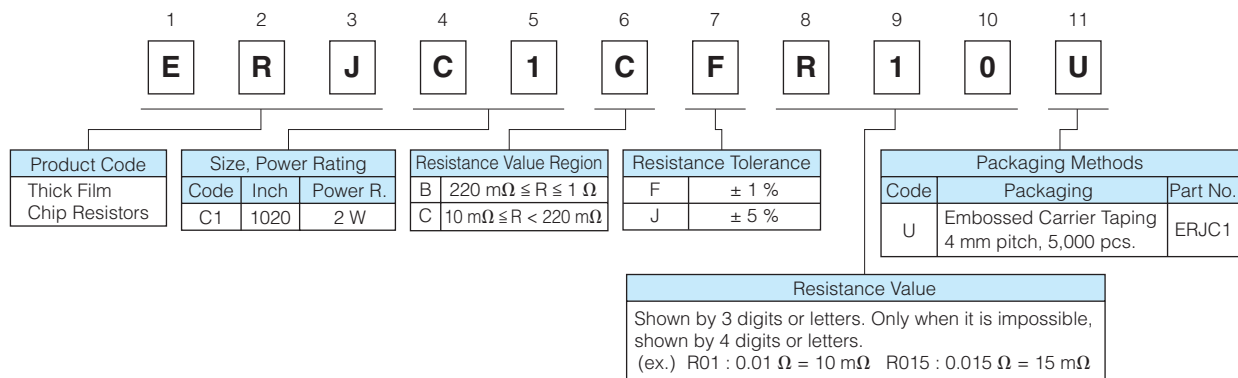 1 2 3 4 5 6 7 8 9 10 11
E R J C 1 C F R 1 0 U
Product Code
Thick Film
Chip Resistors
Size, Power Rating
Code Inch Power R.
C1 1020 2 W
Resistance Value Region
B 220 mΩ ≦ R ≦ 1 Ω
C 10 mΩ ≦ R < 220 mΩ
Resistance Tolerance
F ± 1 %
J ± 5 %
Packaging Methods
Code Packaging Part No.
U Embossed Carrier Taping
4 mm pitch, 5,000 pcs. ERJC1
Resistance Value
Shown by 3 digits or letters. Only when it is impossible,
shown by 4 digits or letters.
(ex.) R01 : 0.01 Ω = 10 mΩ R015 : 0.015 Ω = 15 mΩ